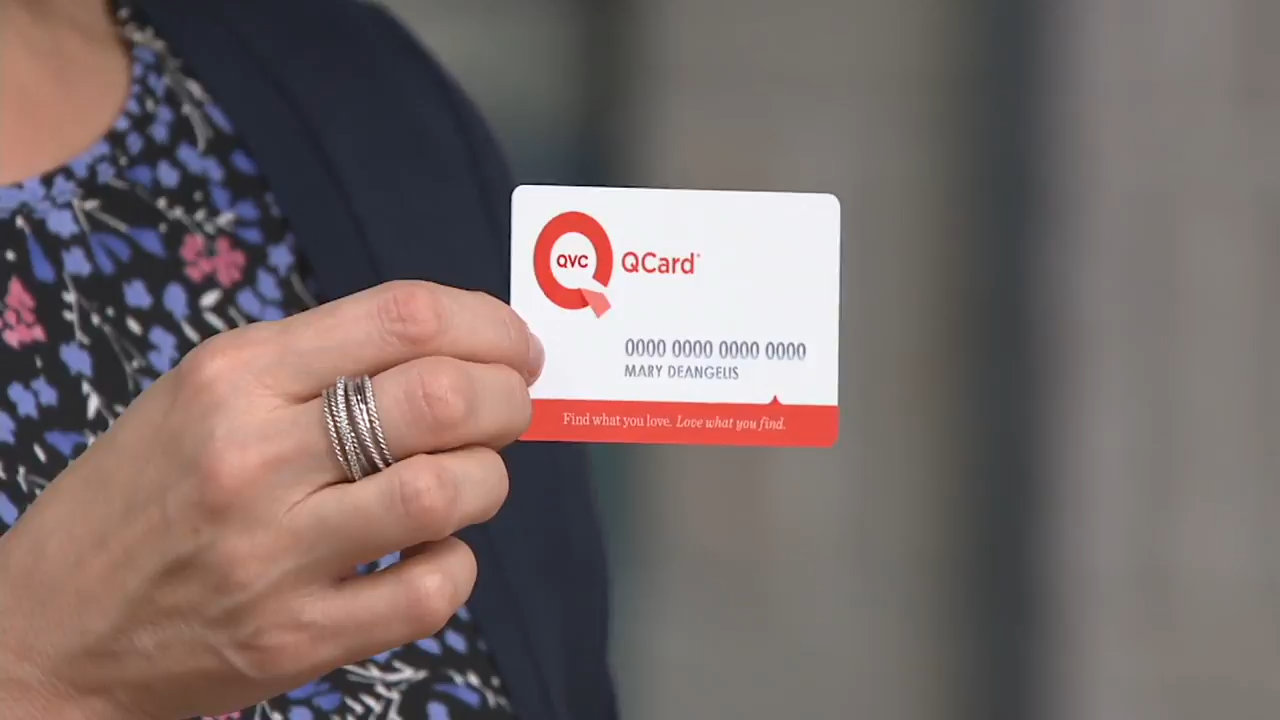 QVC
QCard®
0000 0000 0000 0000
MARY DEANGELIS
Find what you love. Love what you find.